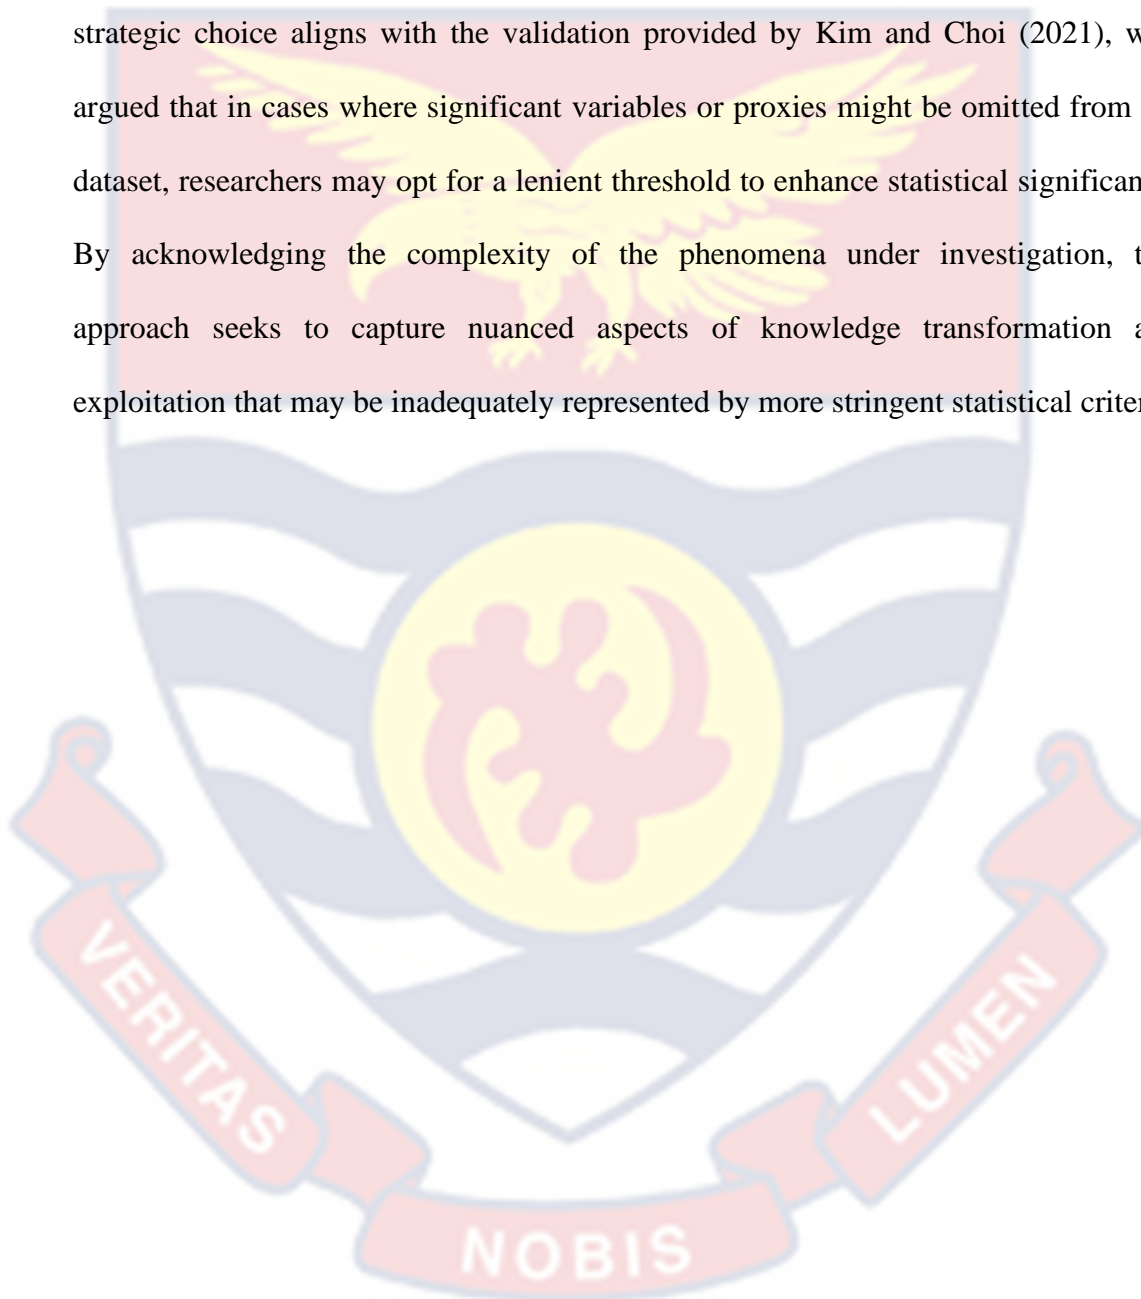 strategic choice aligns with the validation provided by Kim and Choi (2021), w
argued that in cases where significant variables or proxies might be omitted from
dataset, researchers may opt for a lenient threshold to enhance statistical significan
By acknowledging the complexity of the phenomena under investigation, t
approach seeks to capture nuanced aspects of knowledge transformation a
exploitation that may be inadequately represented by more stringent statistical criter
VERITAS
NOBIS
LUMEN